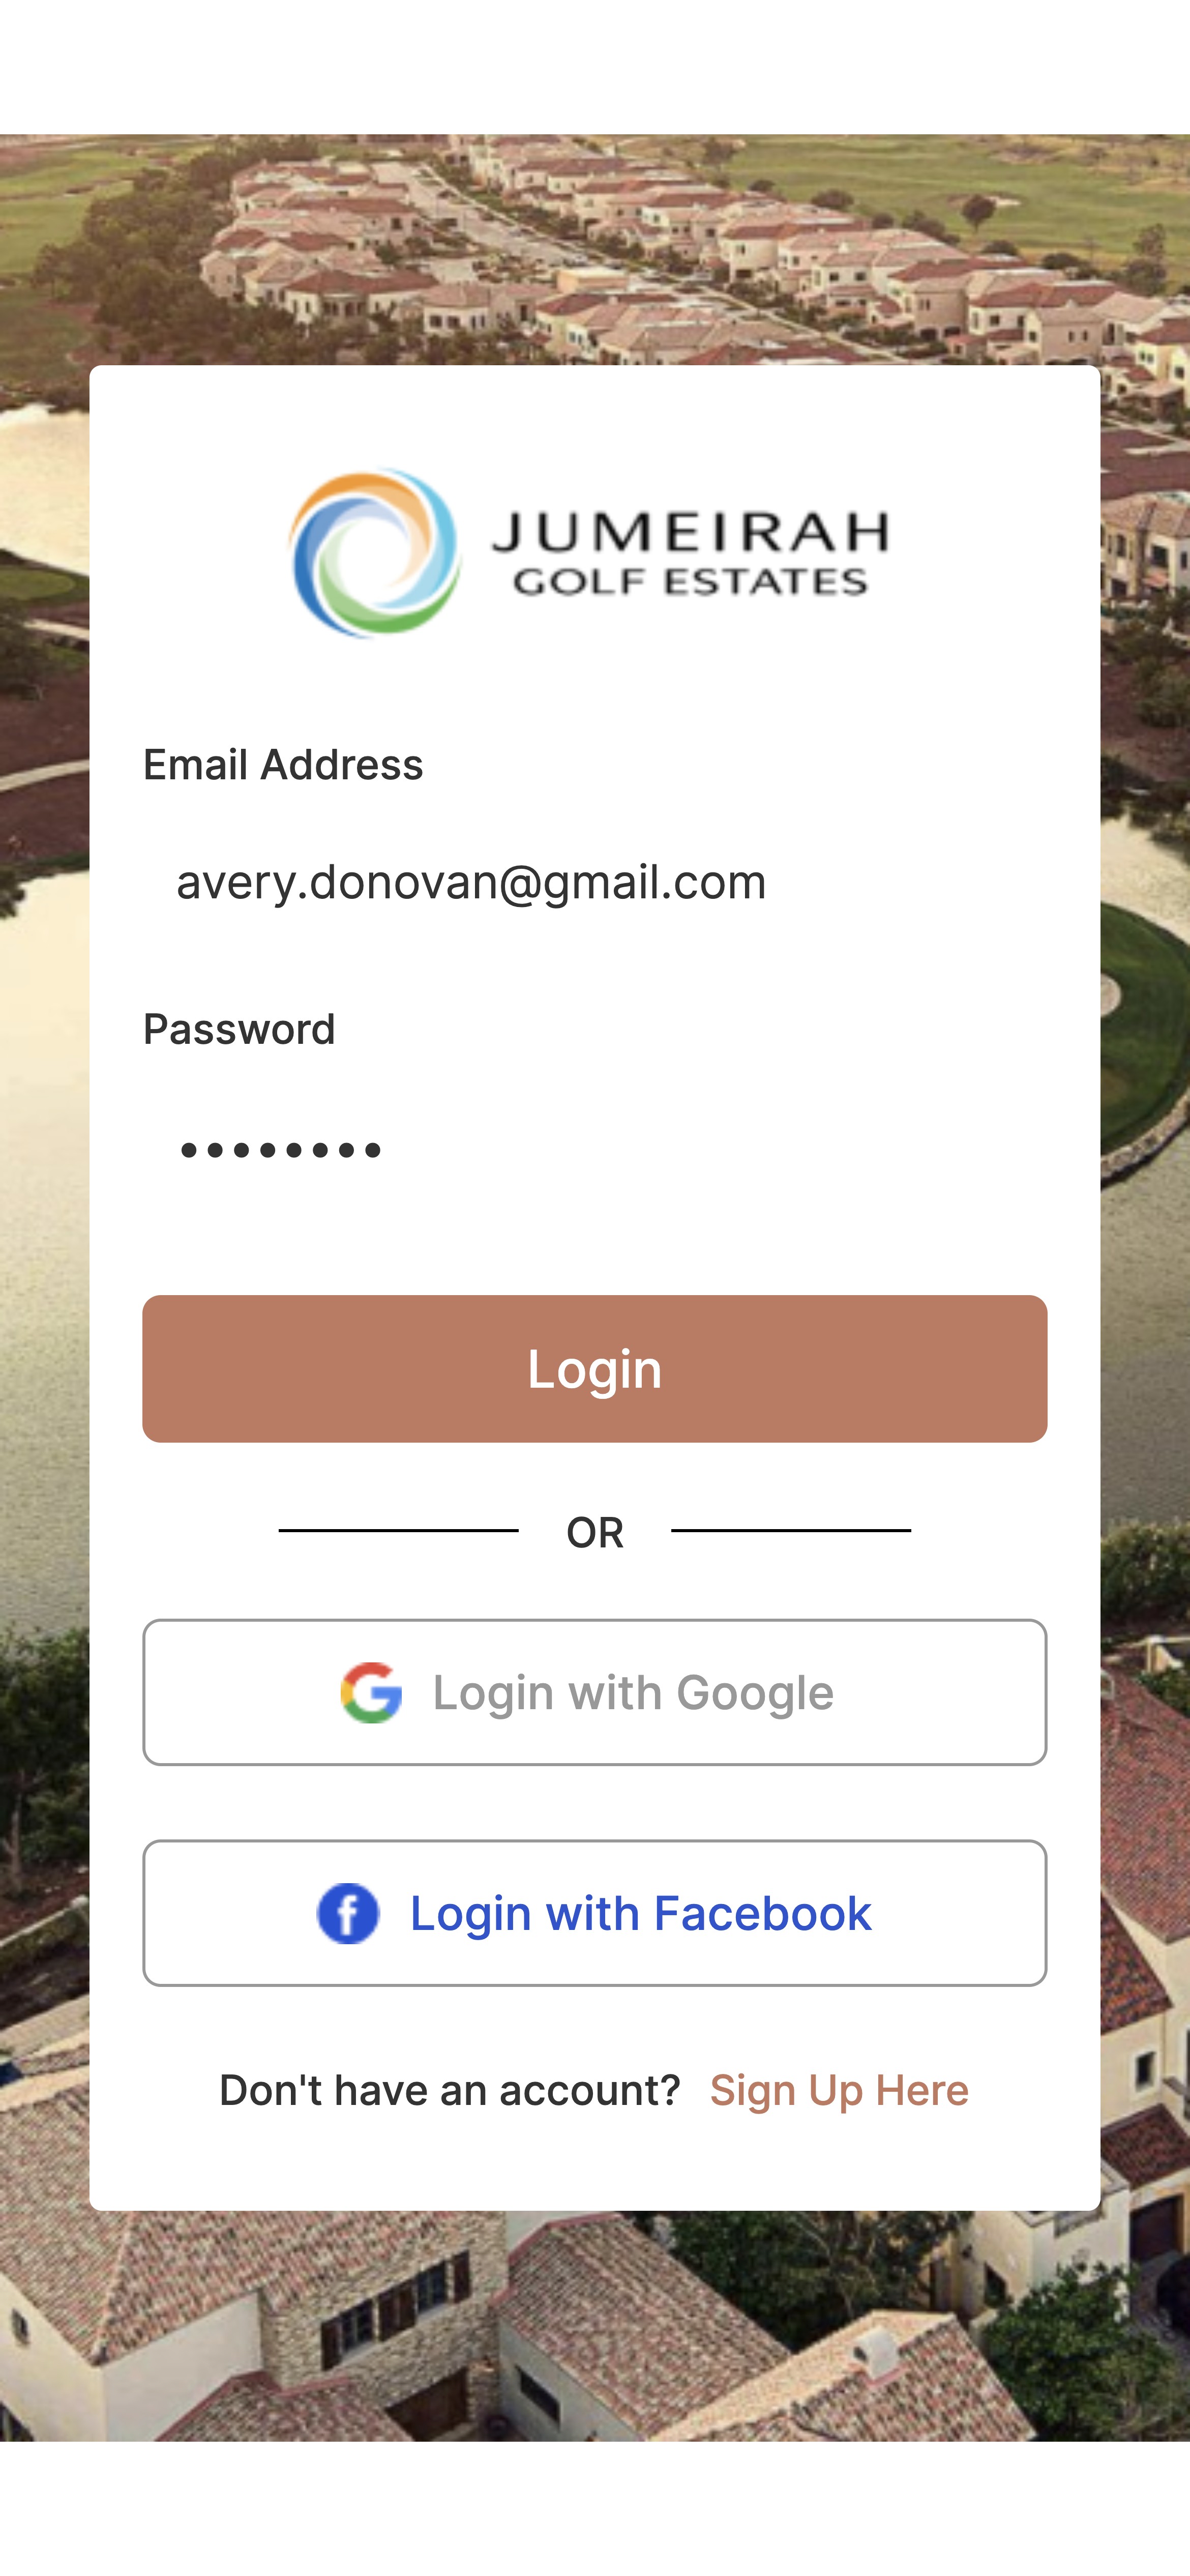 JUMEIRAH
GOLF ESTATES
Email Address
avery.donovan@gmail.com
Password
••••••••
Login
OR
Login with Google
Login with Facebook
Don't have an account? Sign Up Here